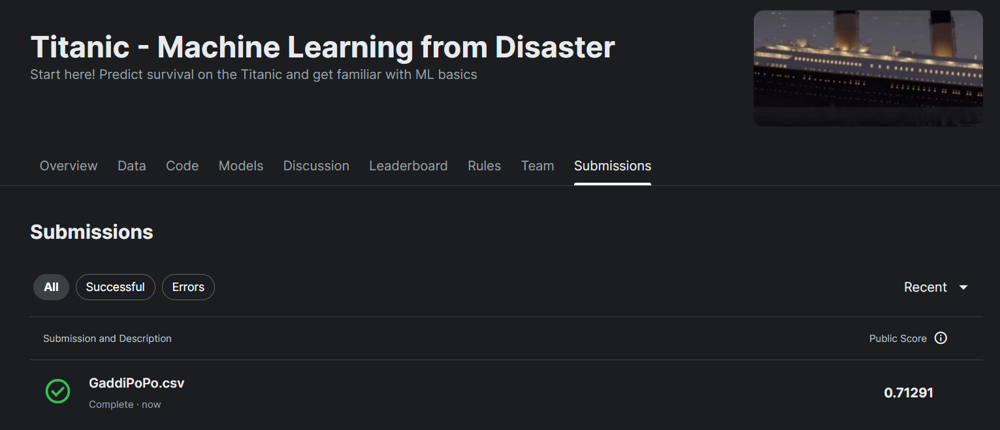 Titanic - Machine Learning from Disaster
Start here! Predict survival on the Titanic and get familiar with ML basics
Overview Data Code Models Discussion Leaderboard Rules Team Submissions
Submissions
All Successful Errors Recent
Submission and Description Public Score
GaddiPoPo.csv
Complete · now
0.71291